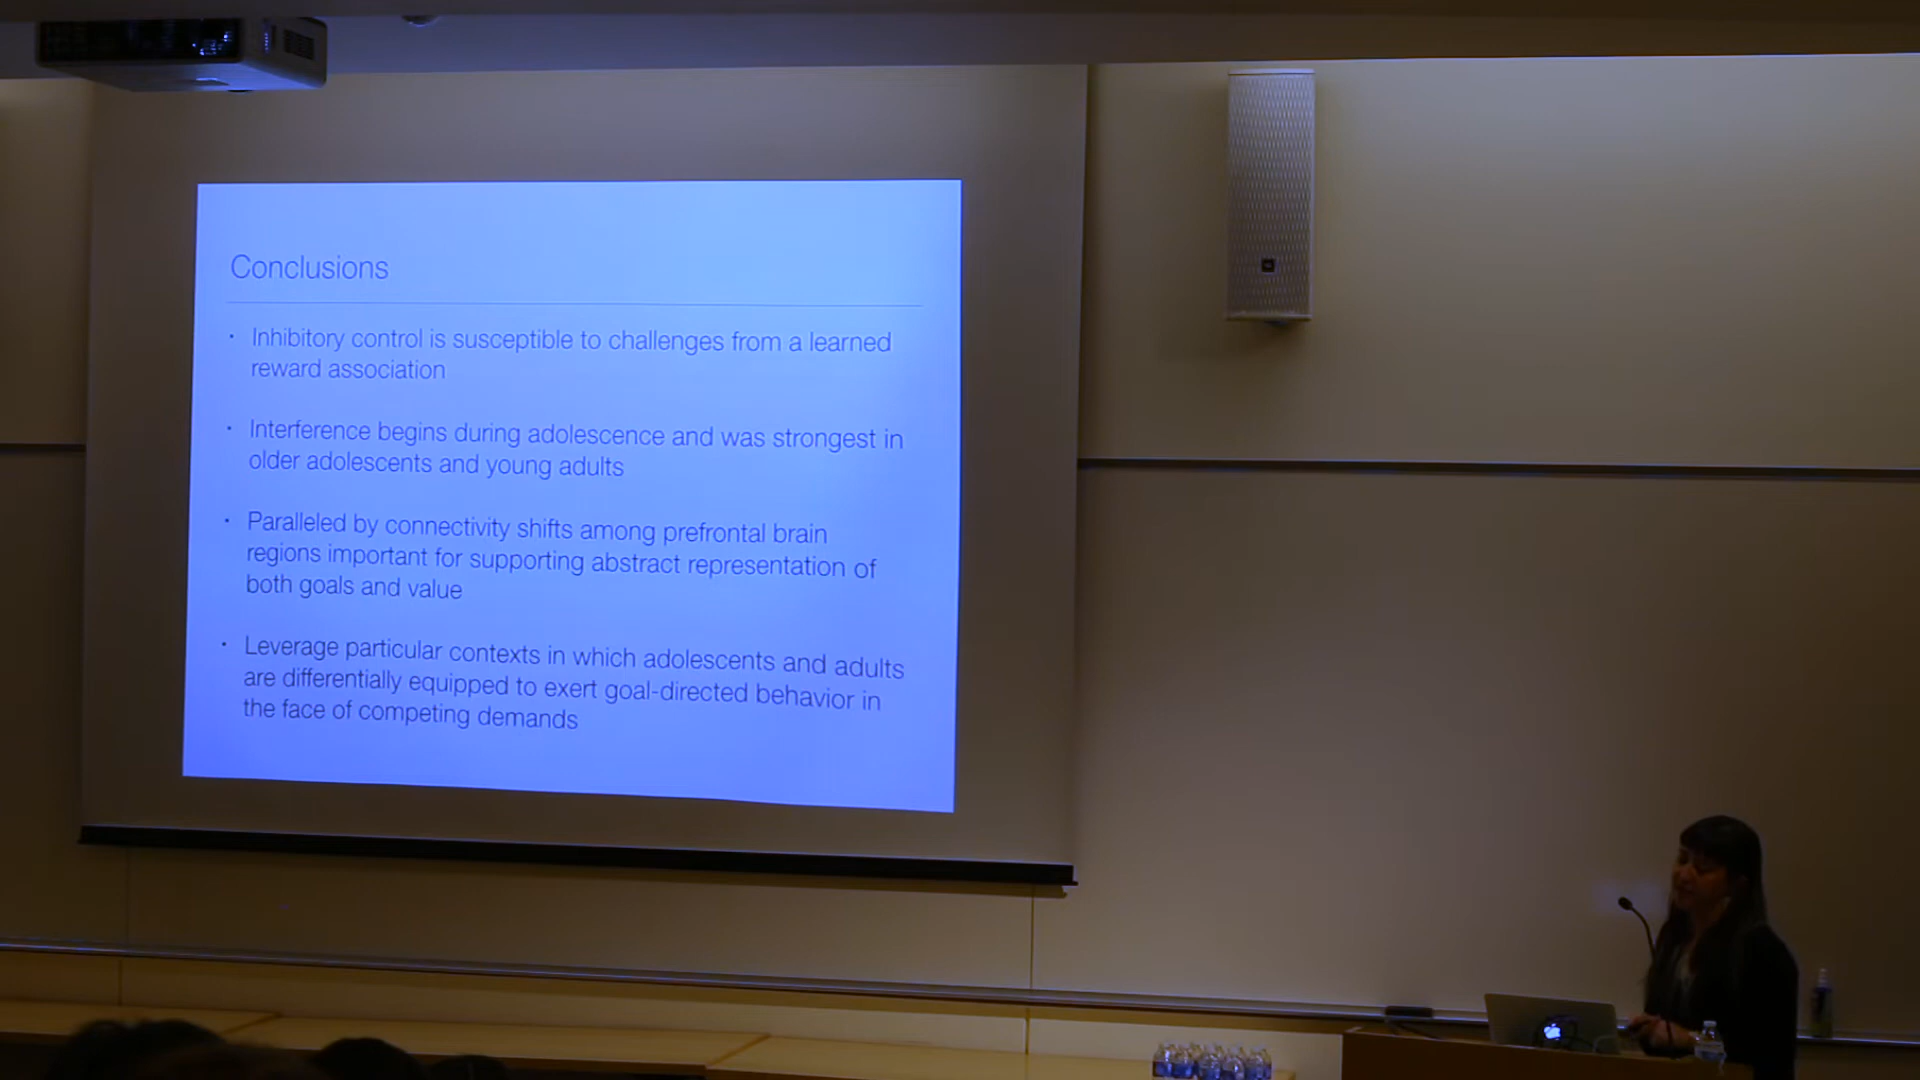 Conclusions
Inhibitory control is susceptible to challenges from a learned
reward association
Interference begins during adolescence and was strongest in
older adolescents and young adults
Paralleled by connectivity shifts among prefrontal brain
regions important for supporting abstract representation of
both goals and value
Leverage particular contexts in which adolescents and adults
are differentially equipped to exert goal-directed behavior in
the face of competing demands